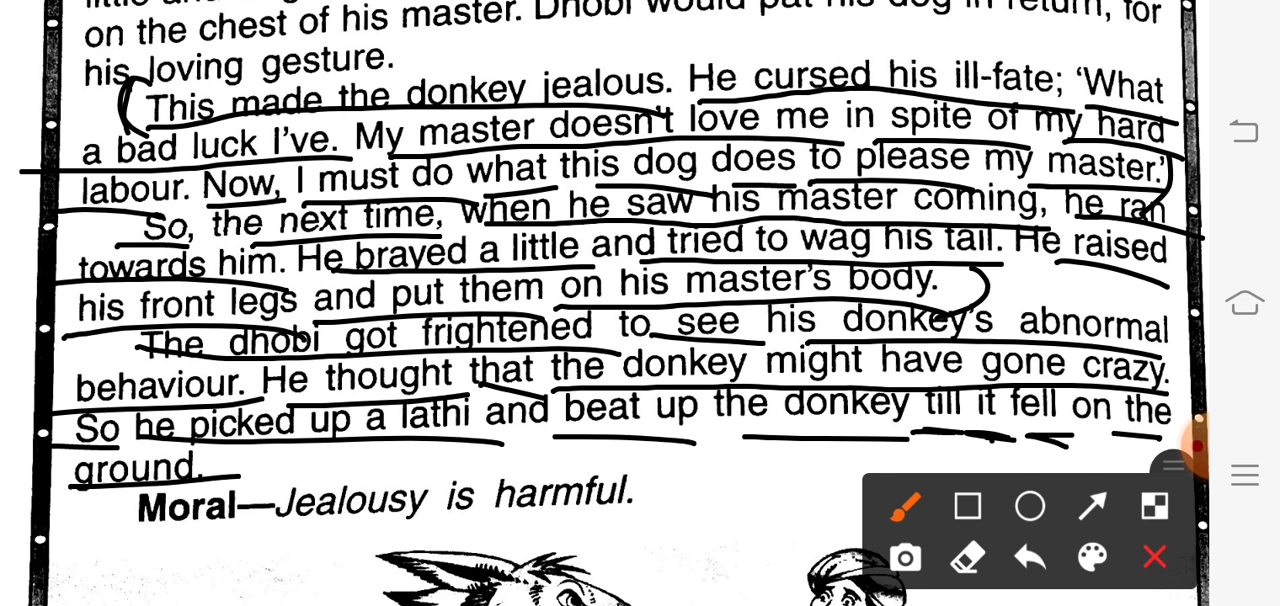 on the chest of his master. Dhobi would pat his dog in return, for
his loving gesture.
This made the donkey jealous. He cursed his ill-fate; ‘What
a bad luck I’ve. My master doesn’t love me in spite of my hard
labour. Now, I must do what this dog does to please my master.’
So, the next time, when he saw his master coming, he ran
towards him. He brayed a little and tried to wag his tail. He raised
his front legs and put them on his master’s body.
The dhobi got frightened to see his donkey’s abnormal
behaviour. He thought that the donkey might have gone crazy.
So he picked up a lathi and beat up the donkey till it fell on the
ground.
Moral—Jealousy is harmful.